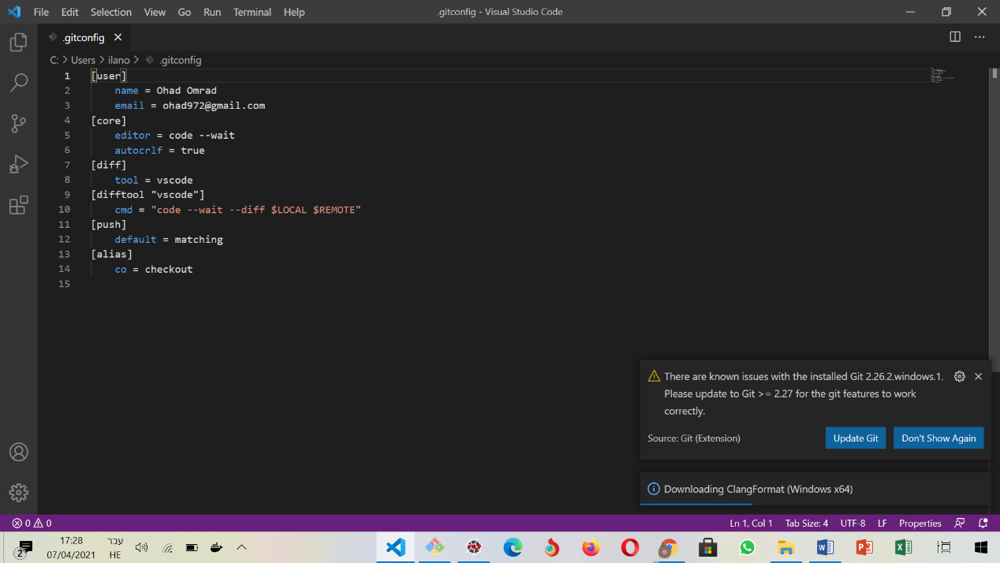 File Edit Selection View Go Run Terminal Help
.gitconfig - Visual Studio Code
.gitconfig
C: > Users > ilano > .gitconfig
1 [user]
2 name = Ohad Omrad
3 email = ohad972@gmail.com
4 [core]
5 editor = code --wait
6 autocrlf = true
7 [diff]
8 tool = vscode
9 [difftool "vscode"]
10 cmd = "code --wait --diff $LOCAL $REMOTE"
11 [push]
12 default = matching
13 [alias]
14 co = checkout
15
There are known issues with the installed Git 2.26.2.windows.1.
Please update to Git >= 2.27 for the git features to work
correctly.
Source: Git (Extension)
Update Git
Don't Show Again
Downloading ClangFormat (Windows x64)
0 0
Ln 1, Col 1 Tab Size: 4 UTF-8 LF Properties
2
17:28
07/04/2021
עבר
HE